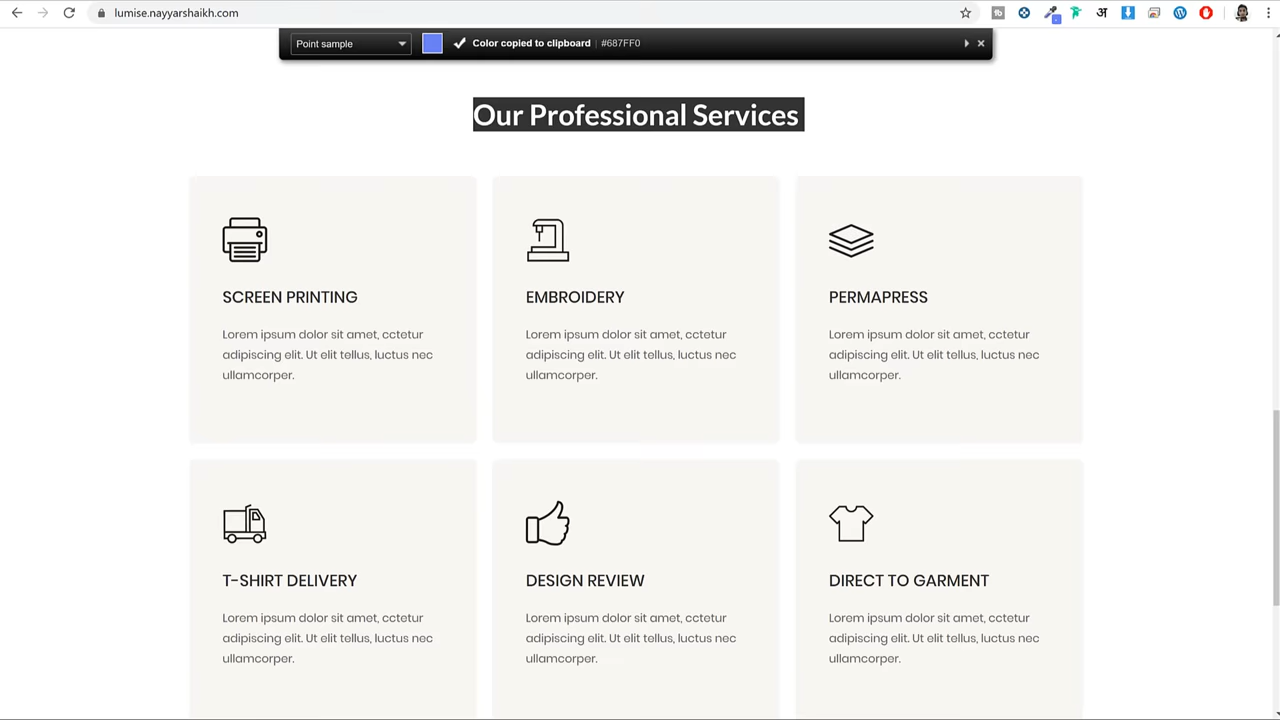 lumise.nayyarshaikh.com
Point sample
Color copied to clipboard | #687FF0
Our Professional Services
SCREEN PRINTING
Lorem ipsum dolor sit amet, cctetur
adipiscing elit. Ut elit tellus, luctus nec
ullamcorper.
EMBROIDERY
Lorem ipsum dolor sit amet, cctetur
adipiscing elit. Ut elit tellus, luctus nec
ullamcorper.
PERMAPRESS
Lorem ipsum dolor sit amet, cctetur
adipiscing elit. Ut elit tellus, luctus nec
ullamcorper.
T-SHIRT DELIVERY
Lorem ipsum dolor sit amet, cctetur
adipiscing elit. Ut elit tellus, luctus nec
ullamcorper.
DESIGN REVIEW
Lorem ipsum dolor sit amet, cctetur
adipiscing elit. Ut elit tellus, luctus nec
ullamcorper.
DIRECT TO GARMENT
Lorem ipsum dolor sit amet, cctetur
adipiscing elit. Ut elit tellus, luctus nec
ullamcorper.